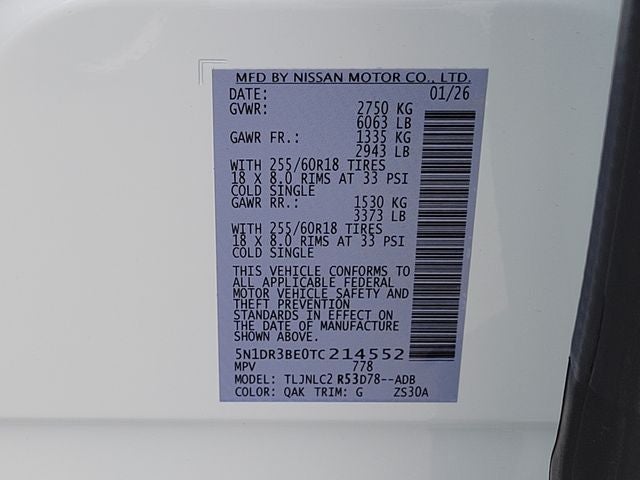 MFD BY NISSAN MOTOR CO., LTD.
DATE: 01/26
GVWR: 2750 KG
6063 LB
GAWR FR.: 1335 KG
2943 LB
WITH 255/60R18 TIRES
18 X 8.0 RIMS AT 33 PSI
COLD SINGLE
GAWR RR.: 1530 KG
3373 LB
WITH 255/60R18 TIRES
18 X 8.0 RIMS AT 33 PSI
COLD SINGLE
THIS VEHICLE CONFORMS TO
ALL APPLICABLE FEDERAL
MOTOR VEHICLE SAFETY AND
THEFT PREVENTION
STANDARDS IN EFFECT ON
THE DATE OF MANUFACTURE
SHOWN ABOVE.
5N1DR3BE0TC214552
MPV 778
MODEL: TLJNLC2 R53D78--ADB
COLOR: QAK TRIM: G ZS30A